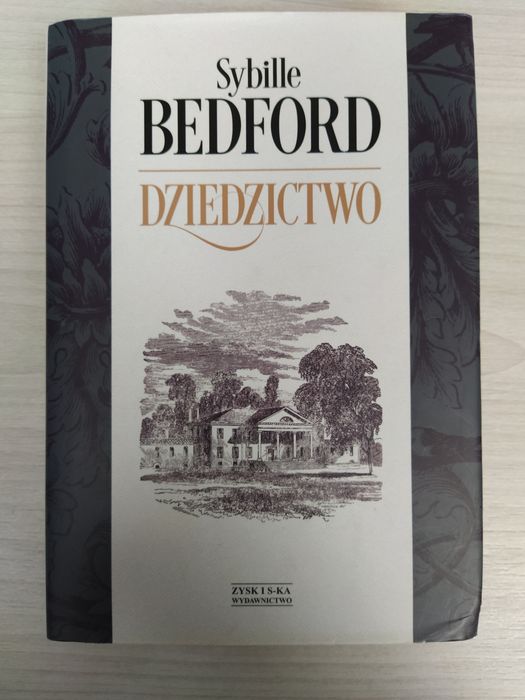 Sybille
BEDFORD
DZIEDZICTWO
ZYSK I S-KA
WYDAWNICTWO